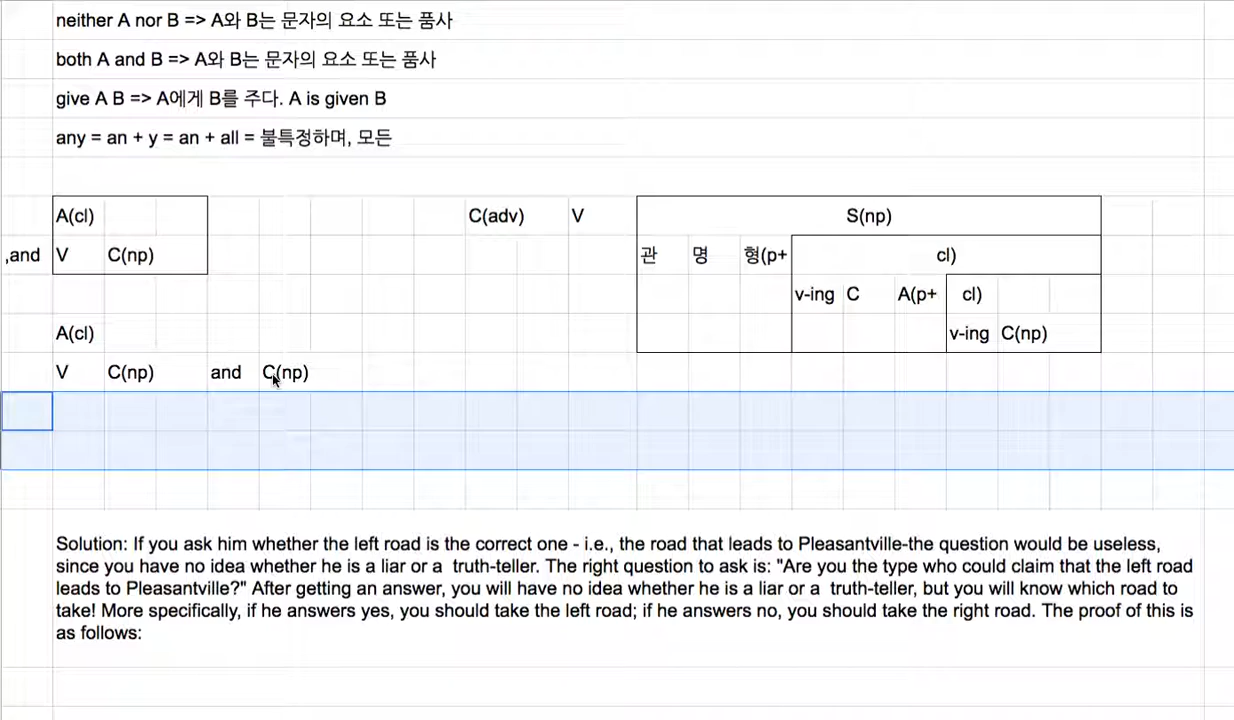 neither A nor B => A와 B는 문자의 요소 또는 품사
both A and B => A와 B는 문자의 요소 또는 품사
give A B => A에게 B를 주다. A is given B
any = an + y = an + all = 불특정하며, 모든
A(cl) C(adv) V S(np)
,and V C(np) 관 명 형(p+ cl)
v-ing C A(p+ cl)
A(cl) v-ing C(np)
V C(np) and C(np)
Solution: If you ask him whether the left road is the correct one - i.e., the road that leads to Pleasantville-the question would be useless,
since you have no idea whether he is a liar or a  truth-teller. The right question to ask is: "Are you the type who could claim that the left road
leads to Pleasantville?" After getting an answer, you will have no idea whether he is a liar or a  truth-teller, but you will know which road to
take! More specifically, if he answers yes, you should take the left road; if he answers no, you should take the right road. The proof of this is
as follows: